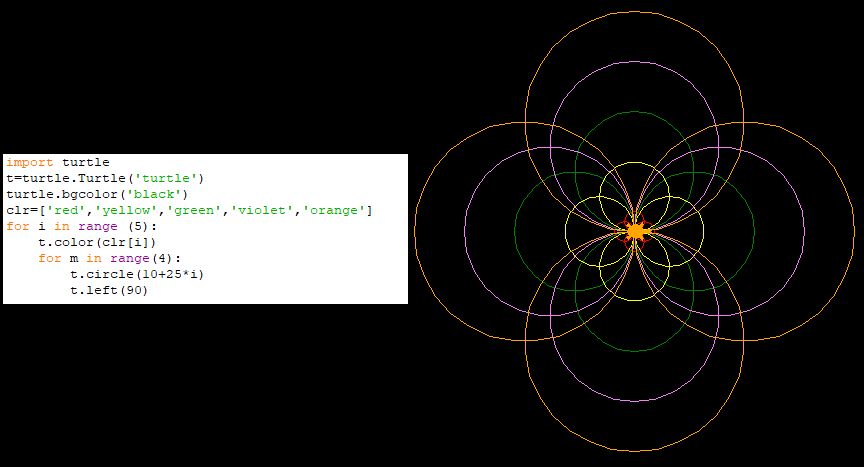 import turtle
t=turtle.Turtle('turtle')
turtle.bgcolor('black')
clr=['red','yellow','green','violet','orange']
for i in range (5):
    t.color(clr[i])
    for m in range(4):
        t.circle(10+25*i)
        t.left(90)